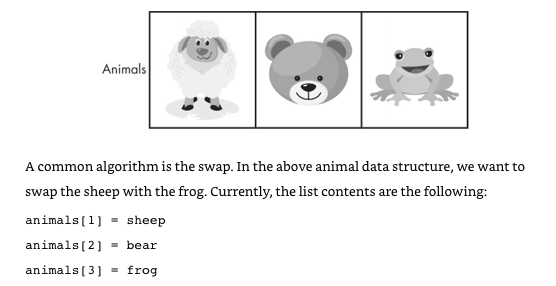 Animals
A common algorithm is the swap. In the above animal data structure, we want to
swap the sheep with the frog. Currently, the list contents are the following:
animals[1] = sheep
animals[2] = bear
animals[3] = frog